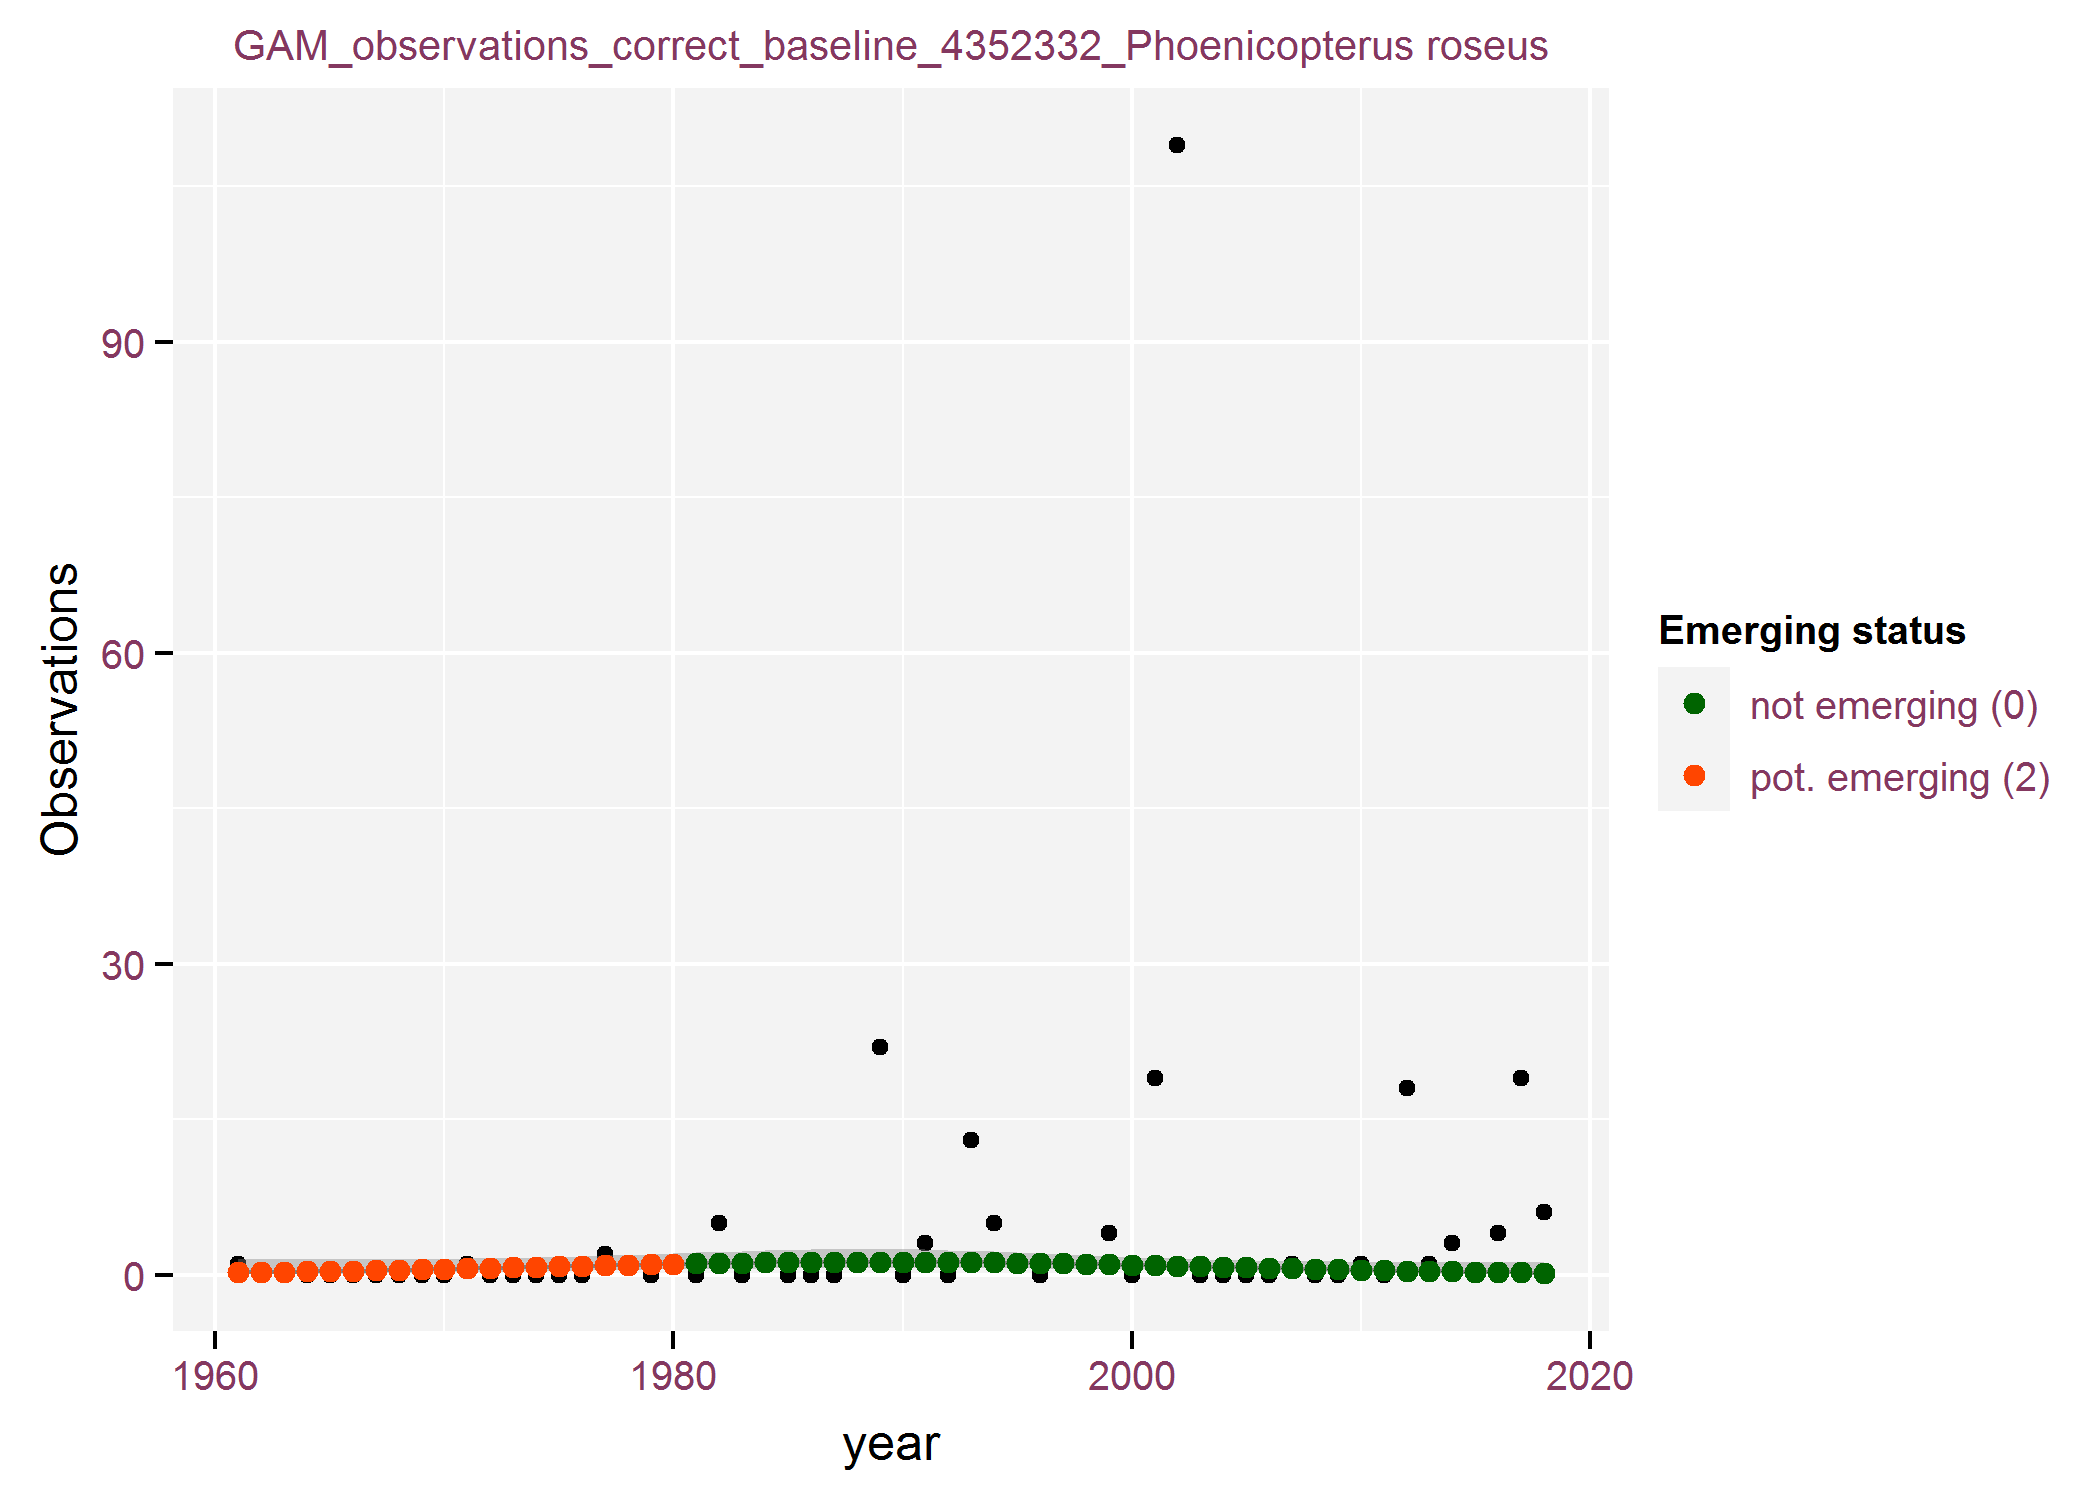 GAM_observations_correct_baseline_4352332_Phoenicopterus roseus
Observations
90
60
30
0
1960
1980
2000
2020
year
Emerging status
not emerging (0)
pot. emerging (2)